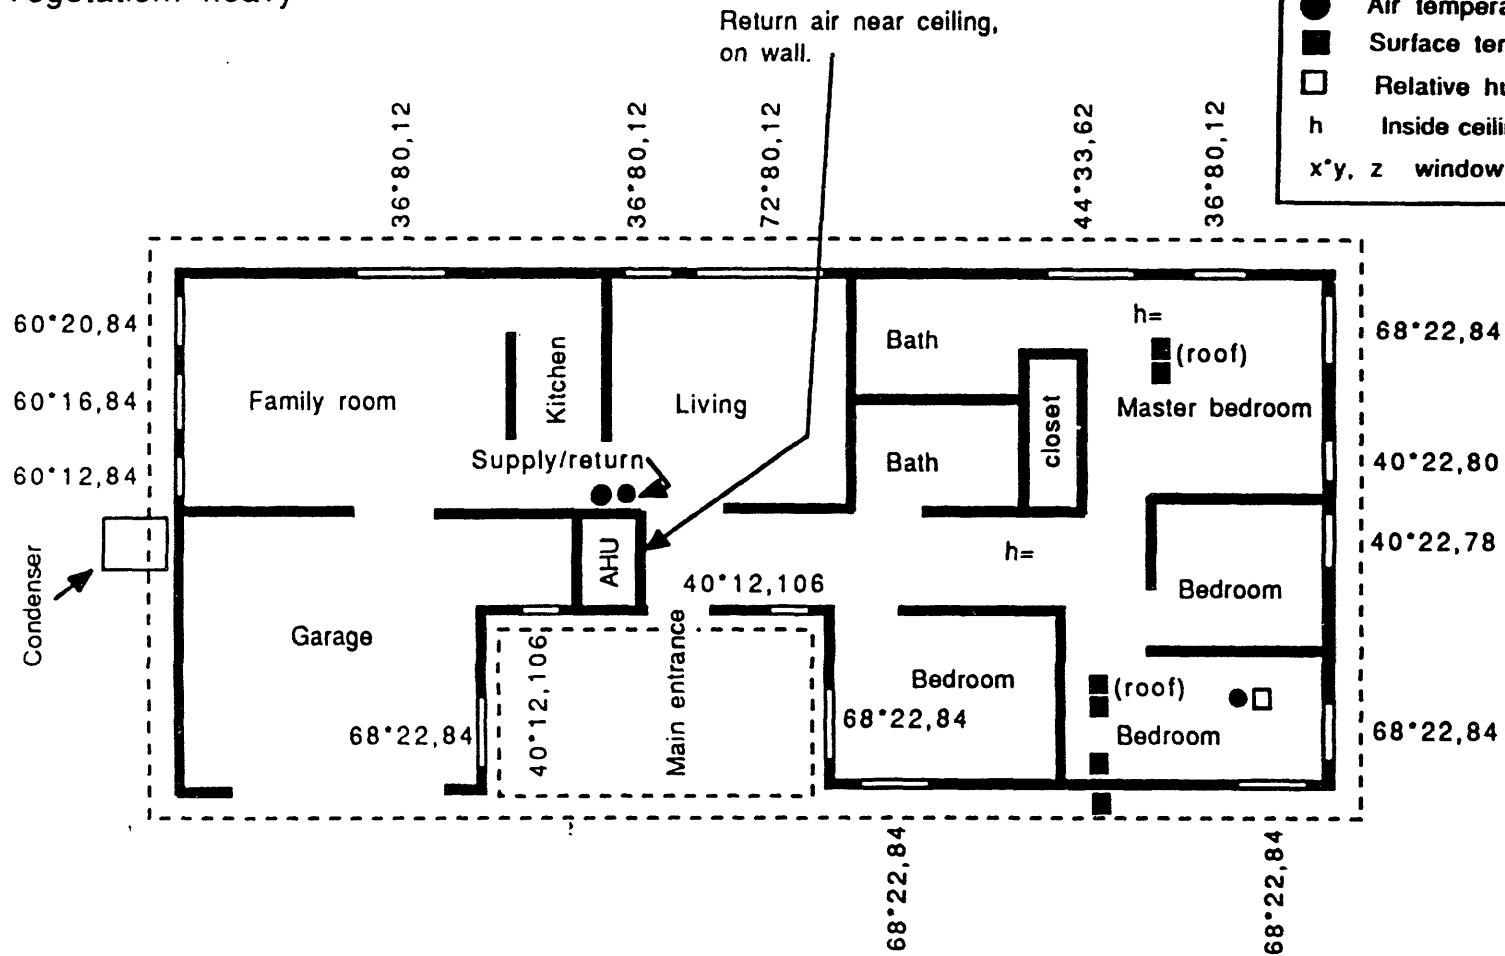 heavy
Return air near ceiling,
on wall.
Air
Surface
Relative
h Inside
x*y, z window
36*80,12
36*80,12
72*80,12
44*33,62
36*80,12
60*20,84
60*16,84
60*12,84
Family room
Kitchen
Living
Bath
Bath
closet
h=
(roof)
Master bedroom
68*22,84
40*22,80
40*22,78
68*22,84
Supply/return
Condenser
AHU
h=
40*12,106
Bedroom
Garage
40*12,106
Main entrance
68*22,84
Bedroom
68*22,84
(roof)
Bedroom
68*22,84
68*22,84